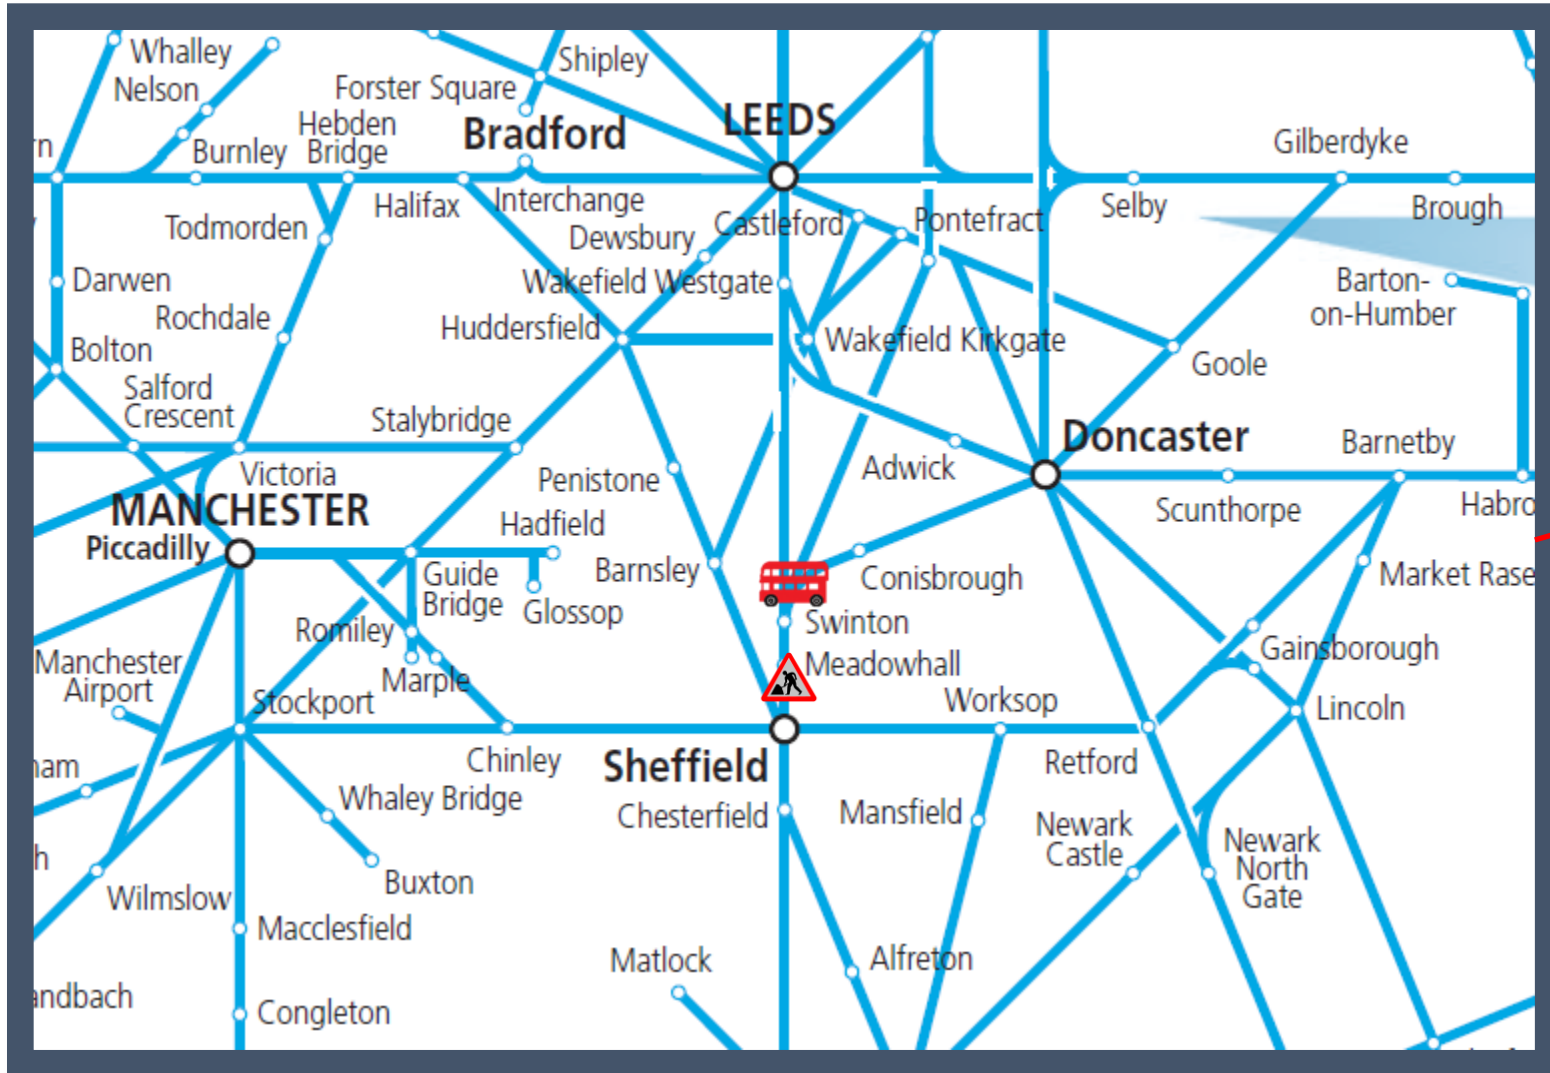 Whalley
Shipley
Nelson
Forster Square
LEEDS
Hebden
Bridge
Bradford
Gilberdyke
rn
Burnley
Halifax
Interchange
Castleford
Pontefract
Selby
Brough
Todmorden
Dewsbury
Darwen
Wakefield Westgate
Barton-
on-Humber
Rochdale
Huddersfield
Wakefield Kirkgate
Bolton
Goole
Salford
Crescent
Stalybridge
Doncaster
Barnetby
Victoria
Penistone
Adwick
MANCHESTER
Piccadilly
Hadfield
Scunthorpe
Habro
Barnsley
Conisbrough
Market Rase
Guide
Bridge
Glossop
Romiley
Swinton
Manchester
Airport
Marple
Meadowhall
Gainsborough
Stockport
Worksop
Lincoln
Chinley
Sheffield
Retford
ham
Whaley Bridge
Chesterfield
Mansfield
Newark
Castle
Newark
North
Gate
h
Buxton
Wilmslow
Macclesfield
Matlock
Alfreton
andbach
Congleton